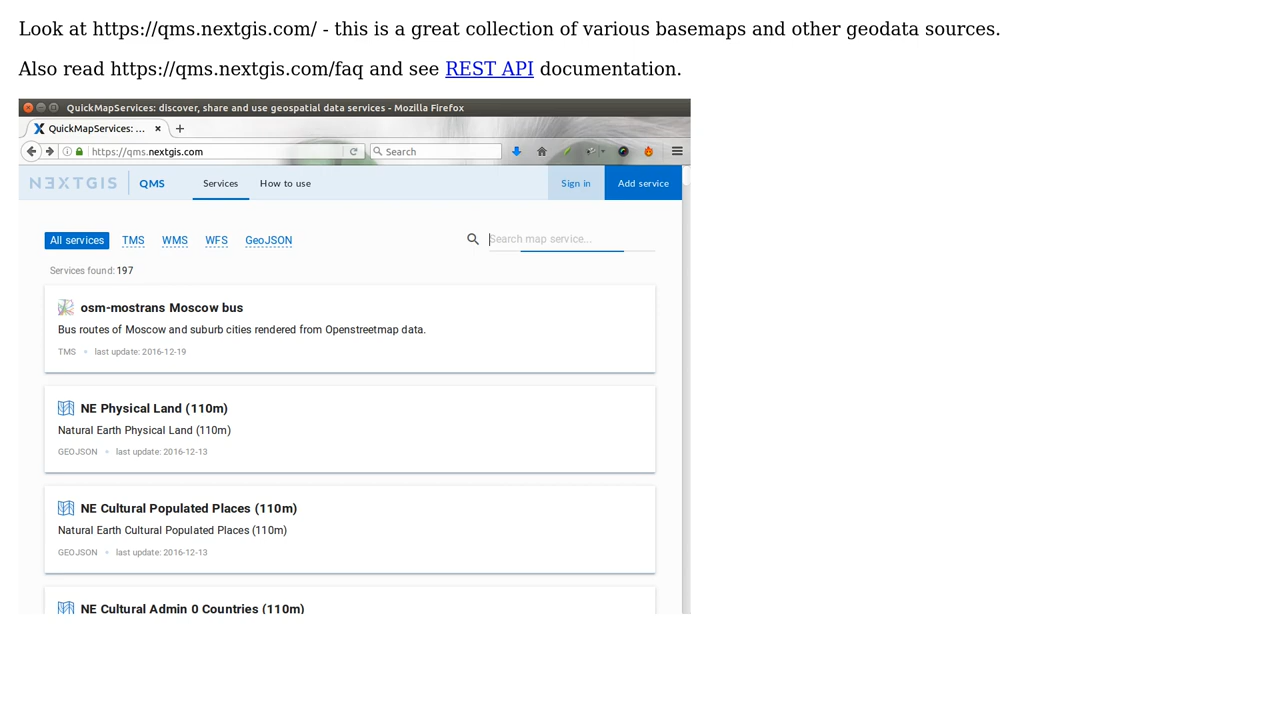 Look at https://qms.nextgis.com/ - this is a great collection of various basemaps and other geodata sources.
Also read https://qms.nextgis.com/faq and see REST API documentation.
QuickMapServices: discover, share and use geospatial data services - Mozilla Firefox
QuickMapServices: ...
https://qms.nextgis.com
Search
NEXTGIS QMS Services How to use Sign in Add service
All services TMS WMS WFS GeoJSON Search map service...
Services found: 197
osm-mostrans Moscow bus
Bus routes of Moscow and suburb cities rendered from Openstreetmap data.
TMS • last update: 2016-12-19
NE Physical Land (110m)
Natural Earth Physical Land (110m)
GEOJSON • last update: 2016-12-13
NE Cultural Populated Places (110m)
Natural Earth Cultural Populated Places (110m)
GEOJSON • last update: 2016-12-13
NE Cultural Admin 0 Countries (110m)